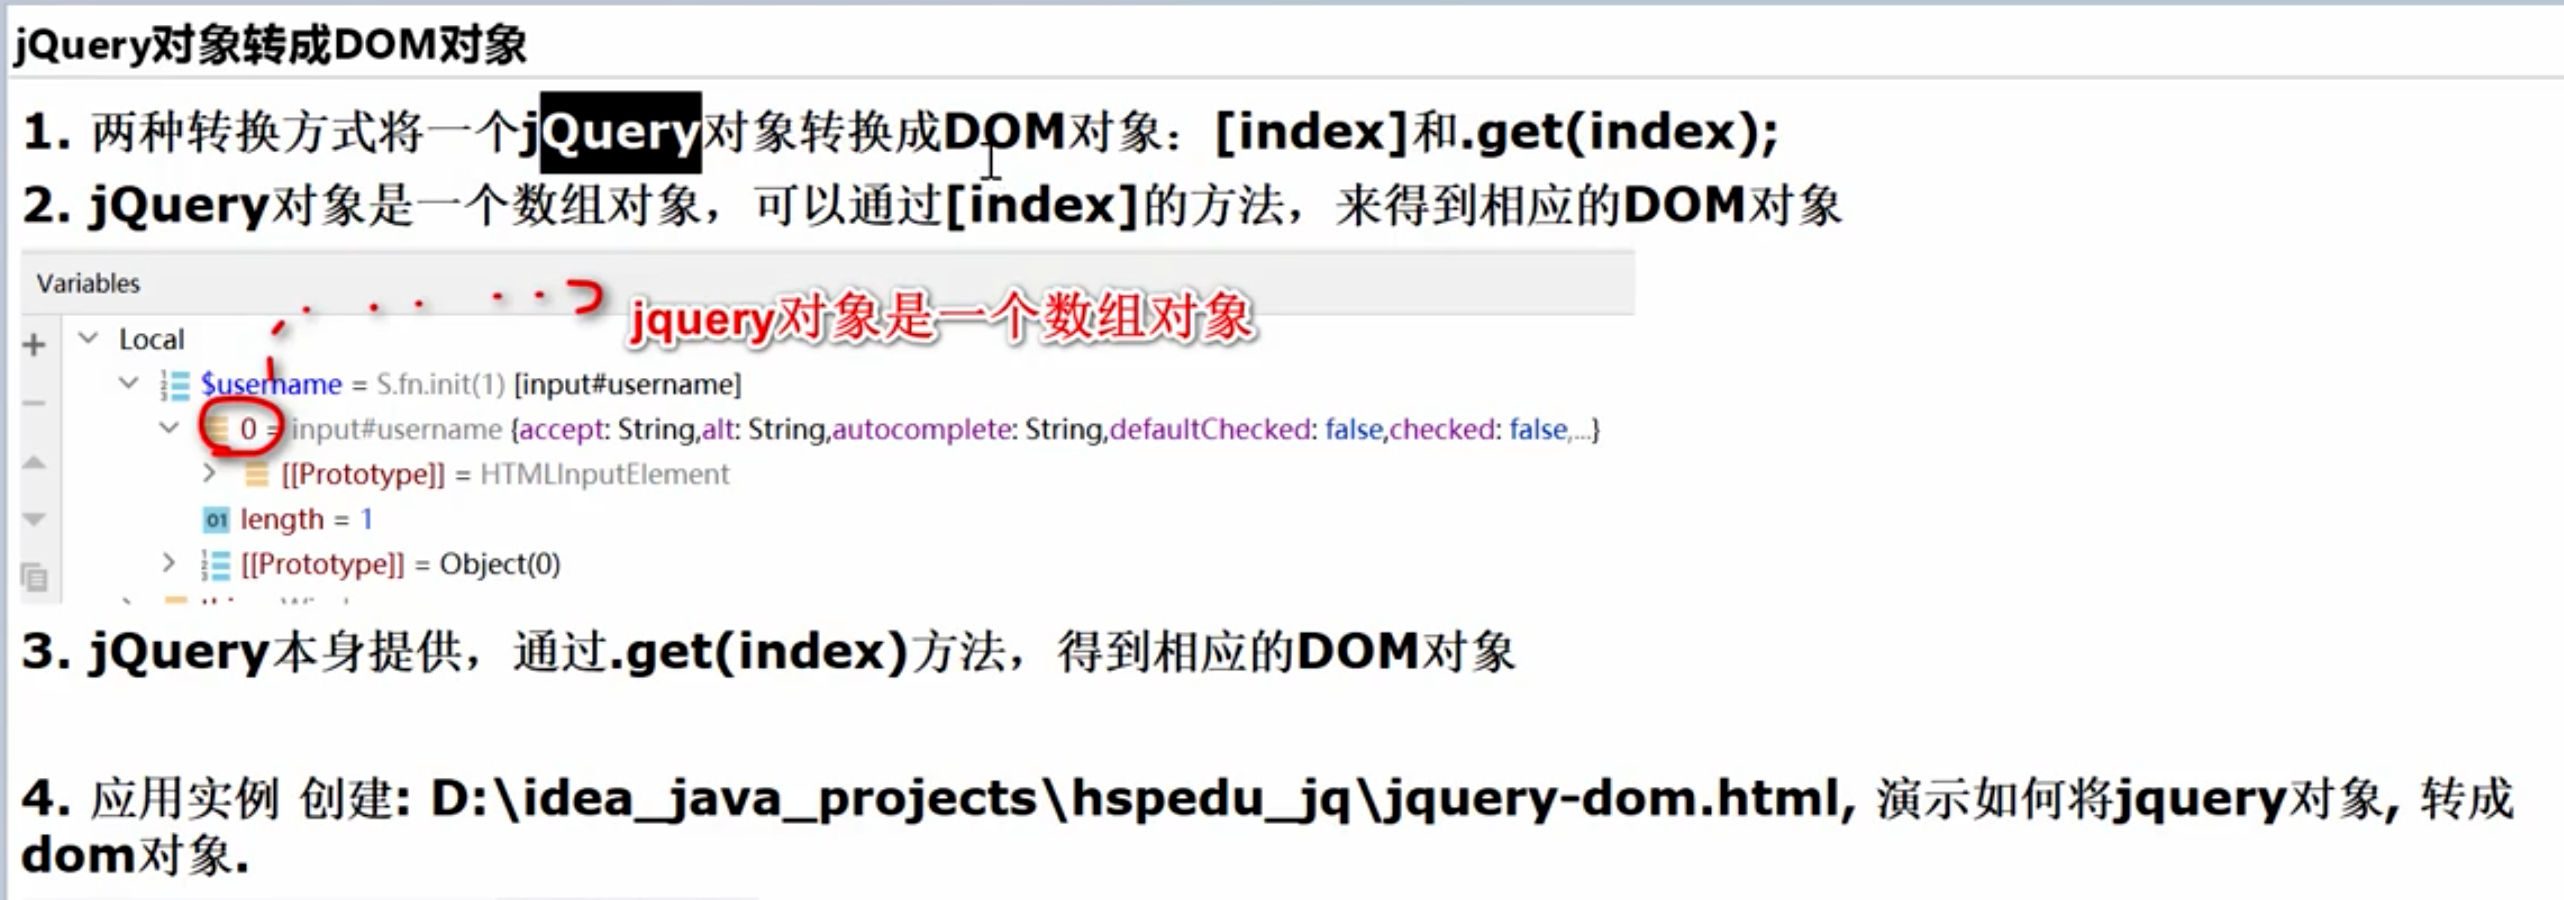 jQuery对象转成DOM对象
1. 两种转换方式将一个jQuery对象转换成DOM对象：[index]和.get(index);
2. jQuery对象是一个数组对象，可以通过[index]的方法，来得到相应的DOM对象
Variables
jquery对象是一个数组对象
Local
$username = S.fn.init(1) [input#username]
0 = input#username {accept: String,alt: String,autocomplete: String,defaultChecked: false,checked: false,...}
[[Prototype]] = HTMLInputElement
01 length = 1
[[Prototype]] = Object(0)
3. jQuery本身提供，通过.get(index)方法，得到相应的DOM对象
4. 应用实例 创建: D:\idea_java_projects\hspedu_jq\jquery-dom.html, 演示如何将jquery对象, 转成
dom对象.